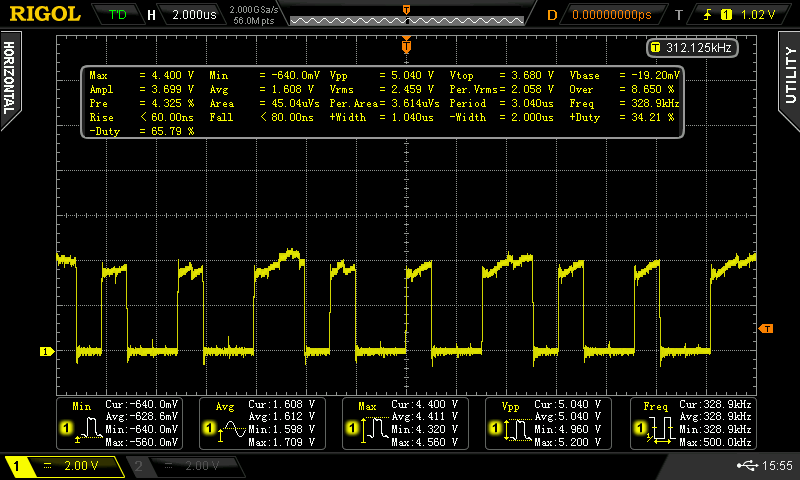 RIGOL T'D H 2.000us 2.000GSa/s D 0.00000000ps T 1 1.02 V
56.0M pts
HORIZONTAL
UTILITY
T
T 312.125kHz
Max = 4.400 V Min = -640.0mV Vpp = 5.040 V Vtop = 3.680 V Vbase = -19.20mV
Ampl = 3.699 V Avg = 1.608 V Vrms = 2.459 V Per.Vrms= 2.058 V Over = 8.650 %
Pre = 4.325 % Area = 45.04uVs Per.Area= 3.614uVs Period = 3.040us Freq = 328.9kHz
Rise < 60.00ns Fall < 80.00ns +Width = 1.040us -Width = 2.000us +Duty = 34.21 %
-Duty = 65.79 %
T
1
Min Cur:-640.0mV Avg Cur:1.608 V Max Cur:4.400 V Vpp Cur:5.040 V Freq Cur:328.9kHz
Avg:-628.6mV Avg:1.612 V Avg:4.411 V Avg:5.040 V Avg:328.9kHz
1 Min:-640.0mV 1 Min:1.598 V 1 Min:4.320 V 1 Min:4.960 V 1 Min:328.9kHz
Max:-560.0mV Max:1.709 V Max:4.560 V Max:5.200 V Max:500.0kHz
1 2.00 V 2 2.00 V 15:55